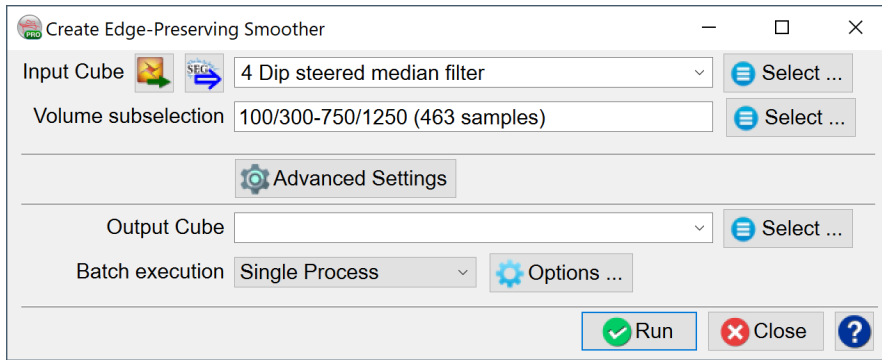 Create Edge-Preserving Smoother
Input Cube SEG 4 Dip steered median filter Select ...
Volume subselection 100/300-750/1250 (463 samples) Select ...
Advanced Settings
Output Cube Select ...
Batch execution Single Process Options ...
Run Close ?